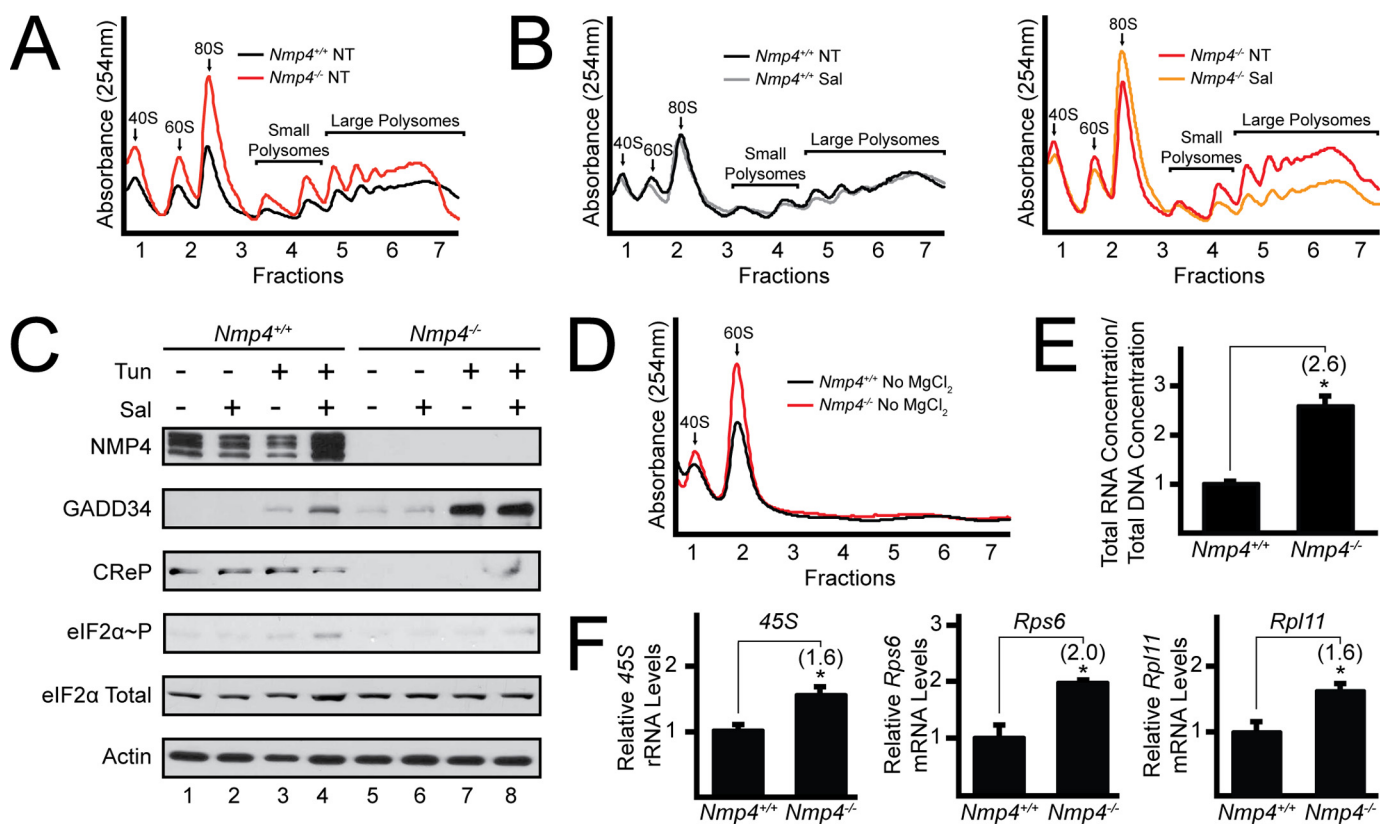 A
Absorbance (254nm)
40S
60S
80S
Nmp4+/+ NT
Nmp4-/- NT
Small
Polysomes
Large Polysomes
1 2 3 4 5 6 7
Fractions
B
Absorbance (254nm)
40S
60S
80S
Nmp4+/+ NT
Nmp4+/+ Sal
Small
Polysomes
Large Polysomes
1 2 3 4 5 6 7
Fractions
Absorbance (254nm)
40S
60S
80S
Nmp4-/- NT
Nmp4-/- Sal
Small
Polysomes
Large Polysomes
1 2 3 4 5 6 7
Fractions
C
Nmp4+/+ Nmp4-/-
Tun - - + + - - + +
Sal - + - + - + - +
NMP4
GADD34
CReP
eIF2α~P
eIF2α Total
Actin
1 2 3 4 5 6 7 8
D
Absorbance (254nm)
40S
60S
Nmp4+/+ No MgCl2
Nmp4-/- No MgCl2
1 2 3 4 5 6 7
Fractions
E
Total RNA Concentration/
Total DNA Concentration
3
2
1
(2.6)
*
Nmp4+/+ Nmp4-/-
F
Relative 45S
rRNA Levels
45S
2
1
(1.6)
*
Nmp4+/+ Nmp4-/-
Relative Rps6
mRNA Levels
Rps6
3
2
1
(2.0)
*
Nmp4+/+ Nmp4-/-
Relative Rpl11
mRNA Levels
Rpl11
2
1
(1.6)
*
Nmp4+/+ Nmp4-/-